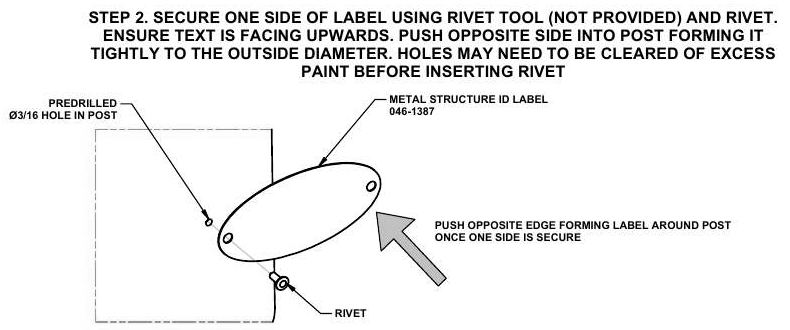 STEP 2. SECURE ONE SIDE OF LABEL USING RIVET TOOL (NOT PROVIDED) AND RIVET.
ENSURE TEXT IS FACING UPWARDS. PUSH OPPOSITE SIDE INTO POST FORMING IT
TIGHTLY TO THE OUTSIDE DIAMETER. HOLES MAY NEED TO BE CLEARED OF EXCESS
PAINT BEFORE INSERTING RIVET
PREDRILLED
Ø3/16 HOLE IN POST
METAL STRUCTURE ID LABEL
046-1387
PUSH OPPOSITE EDGE FORMING LABEL AROUND POST
ONCE ONE SIDE IS SECURE
RIVET